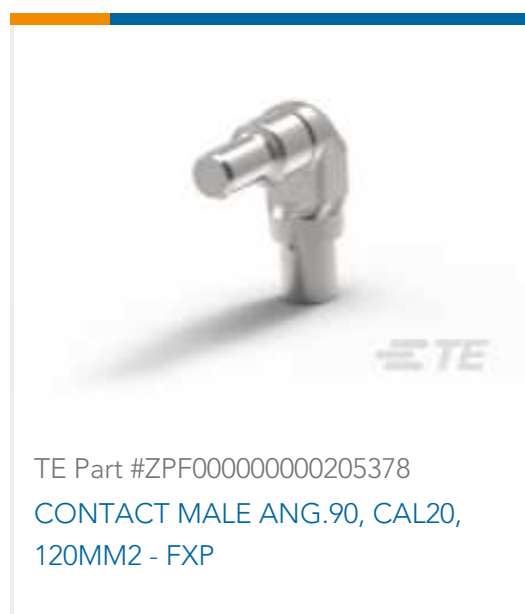 TE
TE Part #ZPF000000000205378
CONTACT MALE ANG.90, CAL20,
120MM2 - FXP